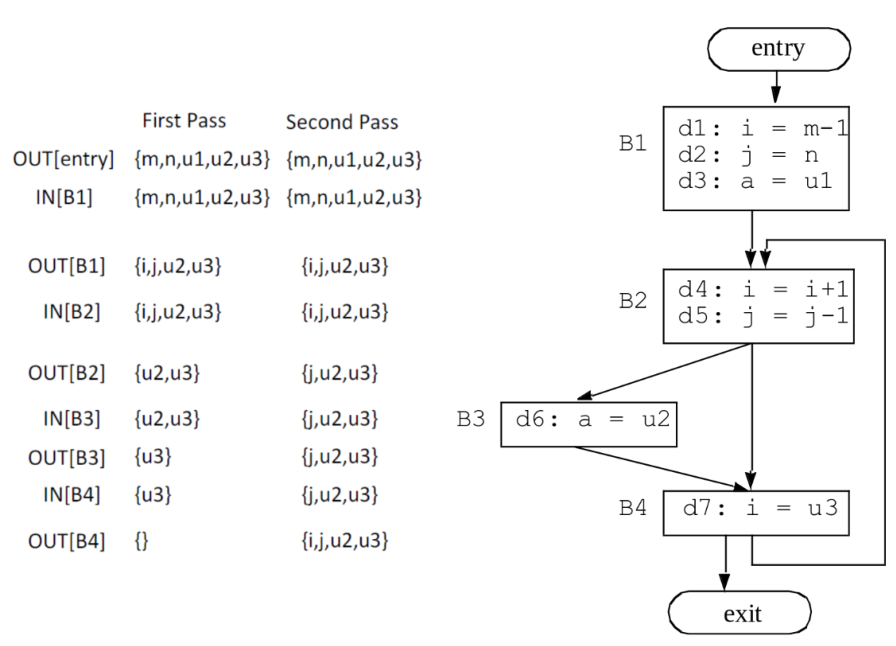 First Pass Second Pass
OUT[entry] {m,n,u1,u2,u3} {m,n,u1,u2,u3}
IN[B1] {m,n,u1,u2,u3} {m,n,u1,u2,u3}
OUT[B1] {i,j,u2,u3} {i,j,u2,u3}
IN[B2] {i,j,u2,u3} {i,j,u2,u3}
OUT[B2] {u2,u3} {j,u2,u3}
IN[B3] {u2,u3} {j,u2,u3}
OUT[B3] {u3} {j,u2,u3}
IN[B4] {u3} {j,u2,u3}
OUT[B4] {} {i,j,u2,u3}
entry
B1
d1: i = m-1
d2: j = n
d3: a = u1
B2
d4: i = i+1
d5: j = j-1
B3
d6: a = u2
B4
d7: i = u3
exit